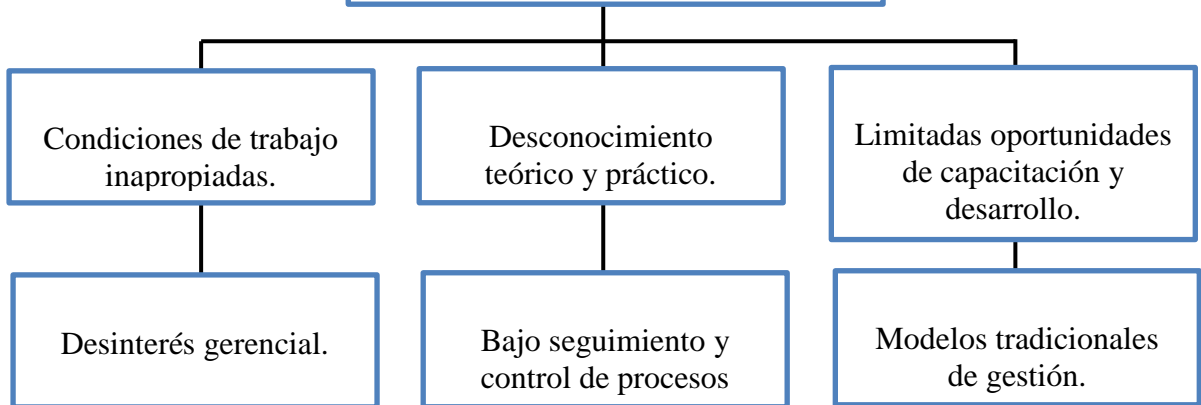 Condiciones de trabajo
inapropiadas.
Desconocimiento
teórico y práctico.
Limitadas oportunidades
de capacitación y
desarrollo.
Desinterés gerencial.
Bajo seguimiento y
control de procesos
Modelos tradicionales
de gestión.